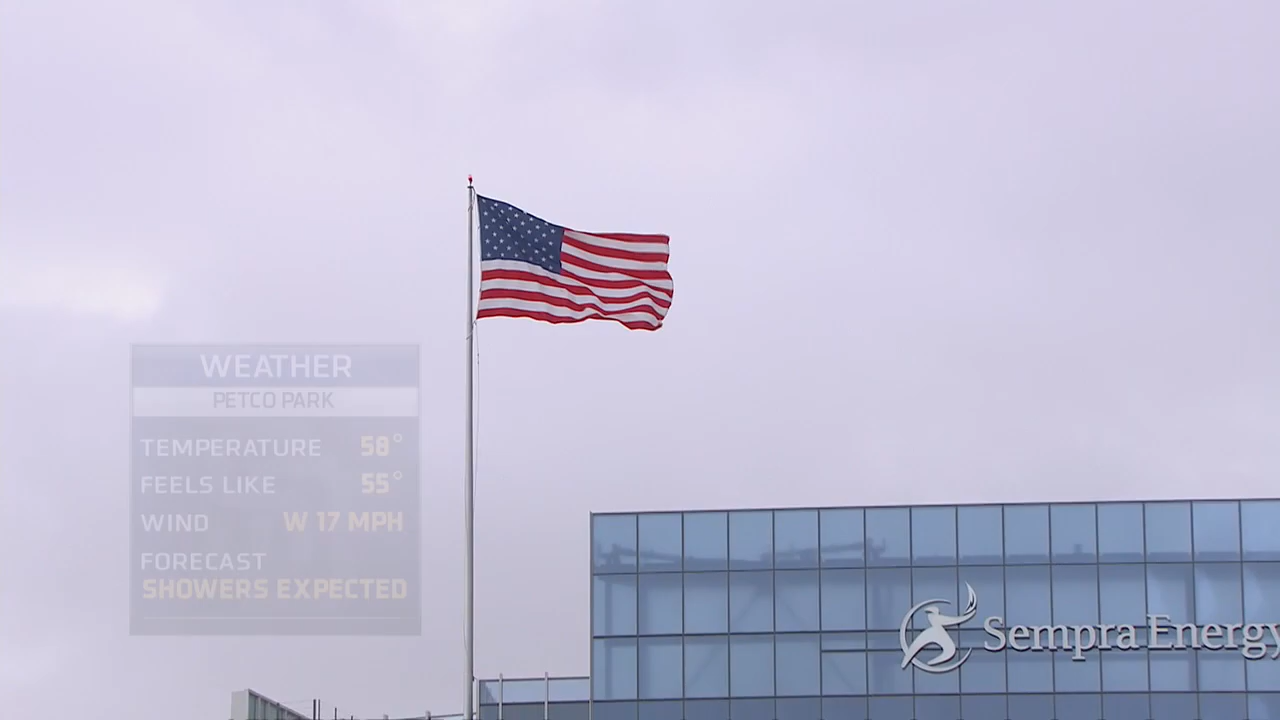 WEATHER
PETCO PARK
TEMPERATURE 58°
FEELS LIKE 55°
WIND W 17 MPH
FORECAST
SHOWERS EXPECTED
Sempra Energy